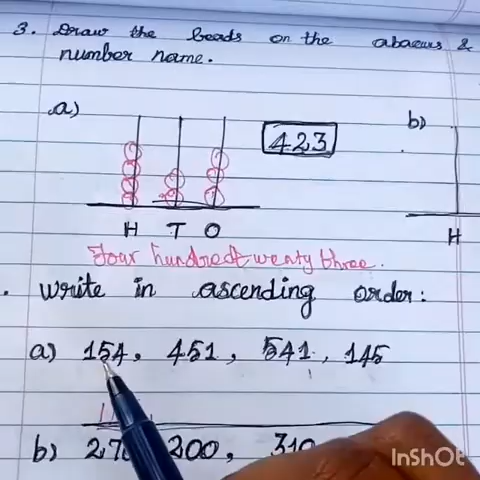 3. Draw the beads on the abacus &
number name.
a) 423 b)
H T O H
Four hundred twenty three.
. Write in ascending order:
a) 154, 451, 541, 145
b) 200, 310
InShOt